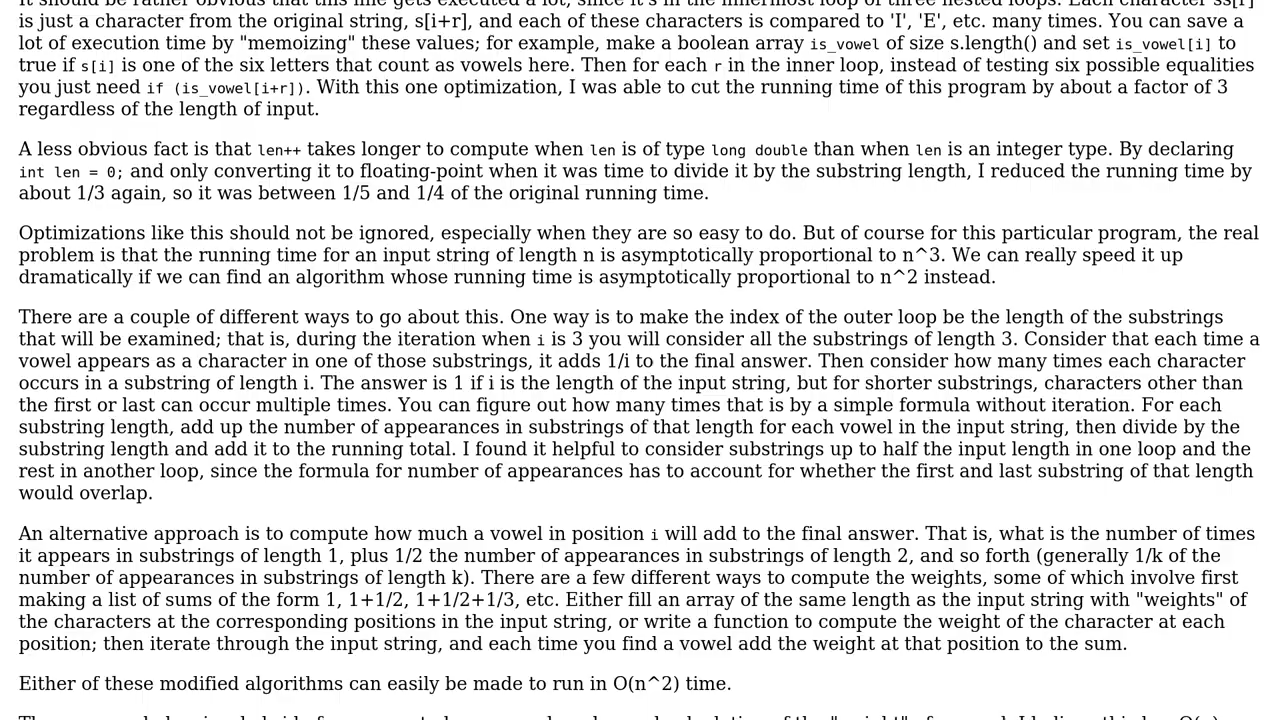 is just a character from the original string, s[i+r], and each of these characters is compared to 'I', 'E', etc. many times. You can save a
lot of execution time by "memoizing" these values; for example, make a boolean array is_vowel of size s.length() and set is_vowel[i] to
true if s[i] is one of the six letters that count as vowels here. Then for each r in the inner loop, instead of testing six possible equalities
you just need if (is_vowel[i+r]). With this one optimization, I was able to cut the running time of this program by about a factor of 3
regardless of the length of input.
A less obvious fact is that len++ takes longer to compute when len is of type long double than when len is an integer type. By declaring
int len = 0; and only converting it to floating-point when it was time to divide it by the substring length, I reduced the running time by
about 1/3 again, so it was between 1/5 and 1/4 of the original running time.
Optimizations like this should not be ignored, especially when they are so easy to do. But of course for this particular program, the real
problem is that the running time for an input string of length n is asymptotically proportional to n^3. We can really speed it up
dramatically if we can find an algorithm whose running time is asymptotically proportional to n^2 instead.
There are a couple of different ways to go about this. One way is to make the index of the outer loop be the length of the substrings
that will be examined; that is, during the iteration when i is 3 you will consider all the substrings of length 3. Consider that each time a
vowel appears as a character in one of those substrings, it adds 1/i to the final answer. Then consider how many times each character
occurs in a substring of length i. The answer is 1 if i is the length of the input string, but for shorter substrings, characters other than
the first or last can occur multiple times. You can figure out how many times that is by a simple formula without iteration. For each
substring length, add up the number of appearances in substrings of that length for each vowel in the input string, then divide by the
substring length and add it to the running total. I found it helpful to consider substrings up to half the input length in one loop and the
rest in another loop, since the formula for number of appearances has to account for whether the first and last substring of that length
would overlap.
An alternative approach is to compute how much a vowel in position i will add to the final answer. That is, what is the number of times
it appears in substrings of length 1, plus 1/2 the number of appearances in substrings of length 2, and so forth (generally 1/k of the
number of appearances in substrings of length k). There are a few different ways to compute the weights, some of which involve first
making a list of sums of the form 1, 1+1/2, 1+1/2+1/3, etc. Either fill an array of the same length as the input string with "weights" of
the characters at the corresponding positions in the input string, or write a function to compute the weight of the character at each
position; then iterate through the input string, and each time you find a vowel add the weight at that position to the sum.
Either of these modified algorithms can easily be made to run in O(n^2) time.